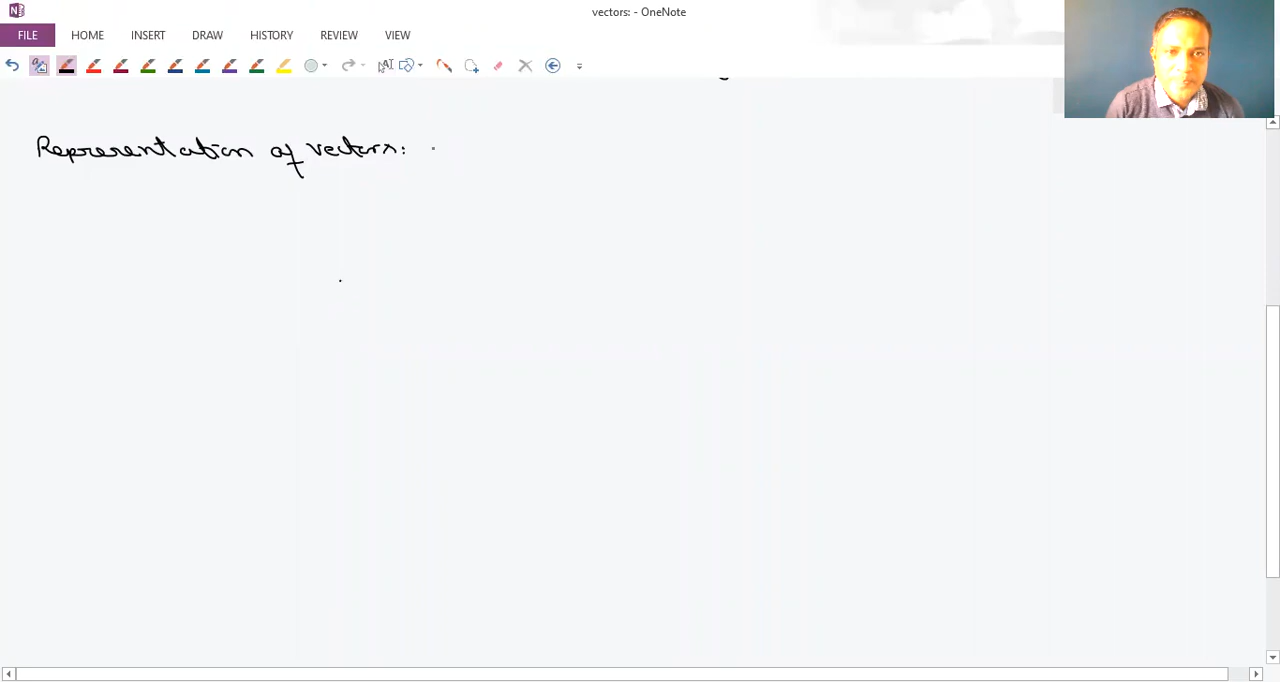 vectors: - OneNote
FILE HOME INSERT DRAW HISTORY REVIEW VIEW
Representation of vectors: